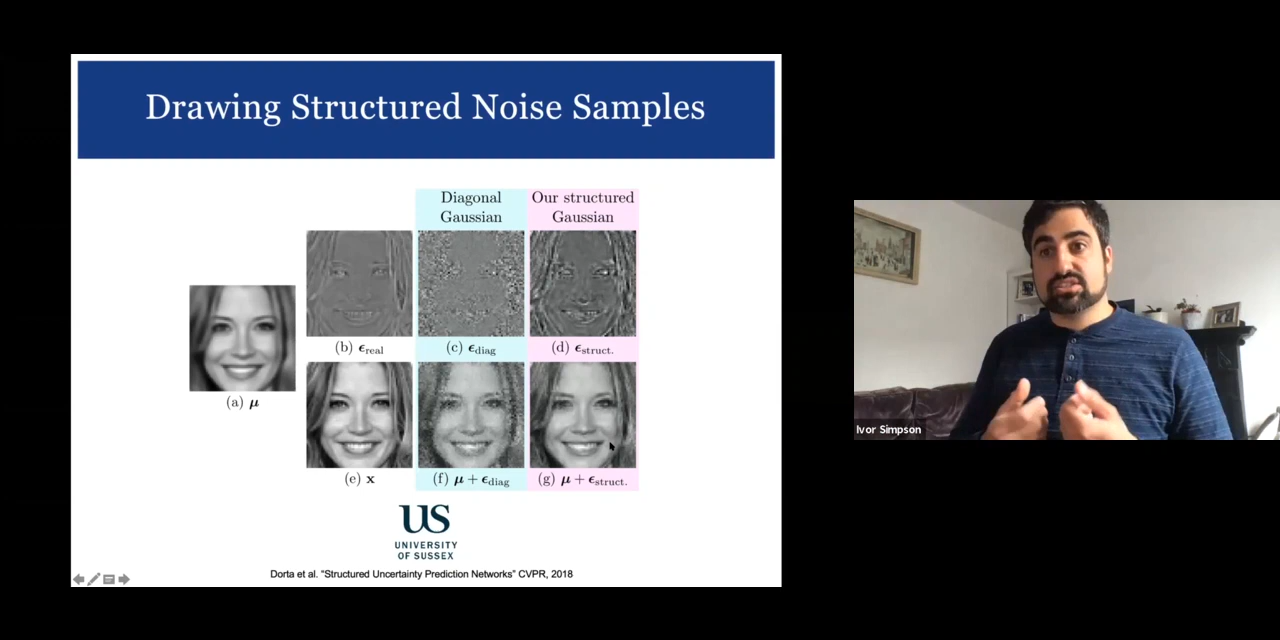 Drawing Structured Noise Samples
Diagonal
Gaussian
Our structured
Gaussian
(b) ϵreal
(c) ϵdiag
(d) ϵstruct.
(a) μ
(e) x
(f) μ + ϵdiag
(g) μ + ϵstruct.
US
UNIVERSITY
OF SUSSEX
Dorta et al. "Structured Uncertainty Prediction Networks" CVPR, 2018
Ivor Simpson